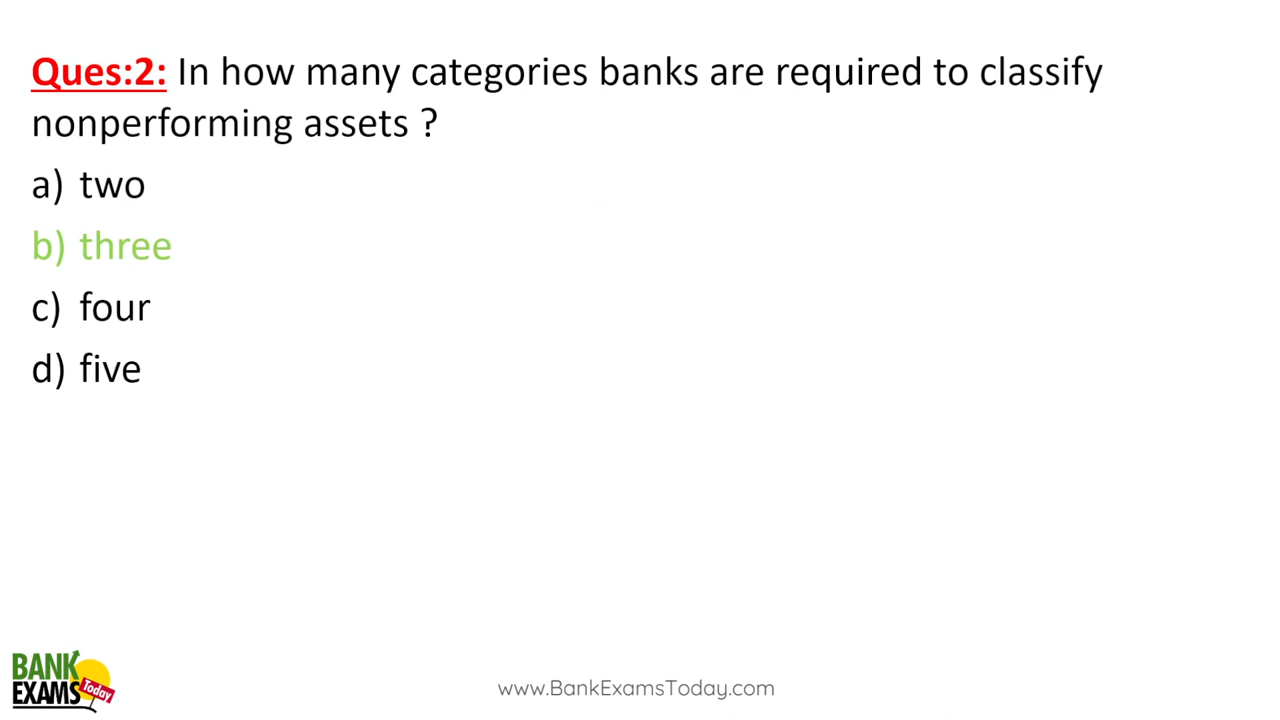 Ques:2: In how many categories banks are required to classify
nonperforming assets ?
a) two
b) three
c) four
d) five
BANK
EXAMS Today
www.BankExamsToday.com